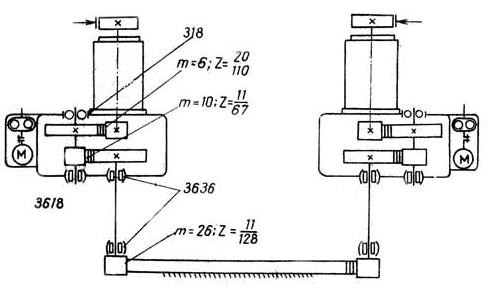 318
m=6; Z=20/110
m=10; Z=11/67
M
M
3618
3636
m=26; Z=11/128